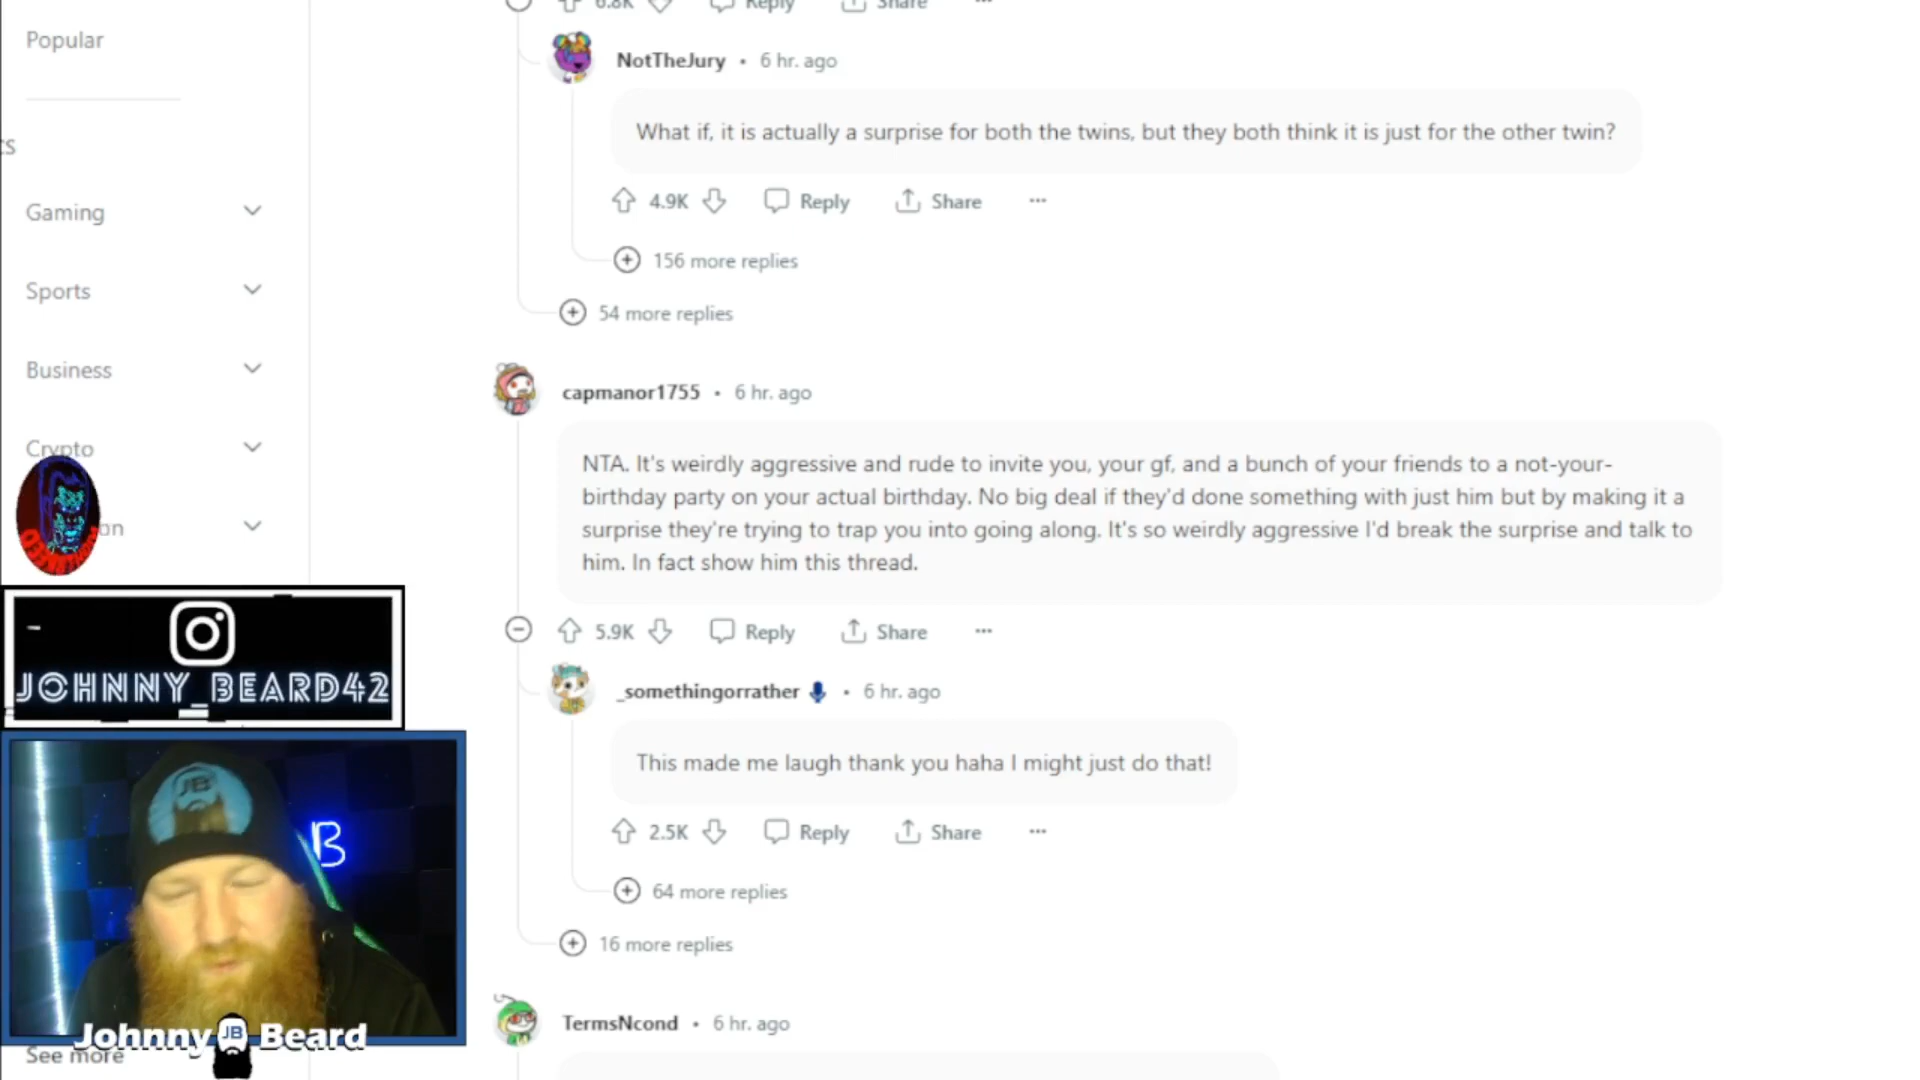 6.8K Reply Share ...
Popular
NotTheJury • 6 hr. ago
What if, it is actually a surprise for both the twins, but they both think it is just for the other twin?
4.9K Reply Share ...
Gaming
156 more replies
Sports
54 more replies
Business
capmanor1755 • 6 hr. ago
Crypto
NTA. It's weirdly aggressive and rude to invite you, your gf, and a bunch of your friends to a not-your-
birthday party on your actual birthday. No big deal if they'd done something with just him but by making it a
surprise they're trying to trap you into going along. It's so weirdly aggressive I'd break the surprise and talk to
him. In fact show him this thread.
on
5.9K Reply Share ...
_somethingorrather • 6 hr. ago
This made me laugh thank you haha I might just do that!
2.5K Reply Share ...
64 more replies
16 more replies
TermsNcond • 6 hr. ago
JOHNNY_BEARD42
JB
B
Johnny JB Beard
See more